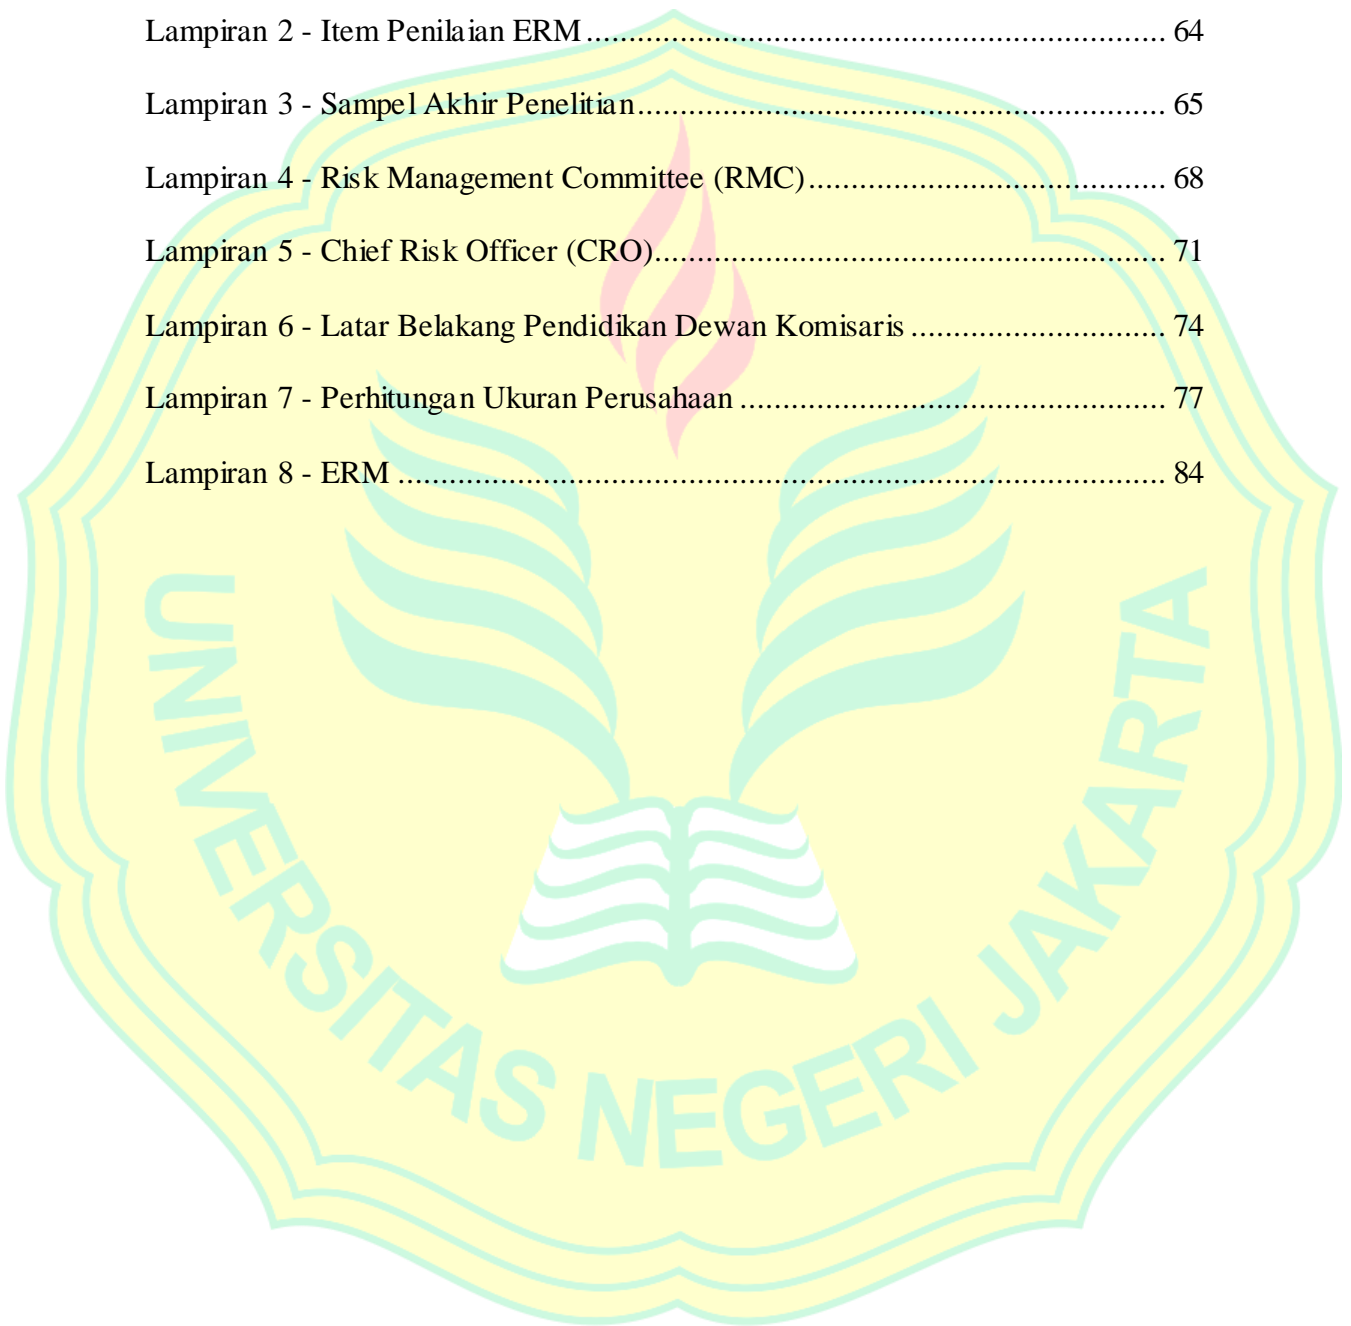 Lampiran 2 - Item Penilaian ERM .................................................................... 64
Lampiran 3 - Sampel Akhir Penelitian.............................................................. 65
Lampiran 4 - Risk Management Committee (RMC).......................................... 68
Lampiran 5 - Chief Risk Officer (CRO)............................................................ 71
Lampiran 6 - Latar Belakang Pendidikan Dewan Komisaris .............................. 74
Lampiran 7 - Perhitungan Ukuran Perusahaan .................................................. 77
Lampiran 8 - ERM .......................................................................................... 84
UNIVERSITAS NEGERI JAKARTA